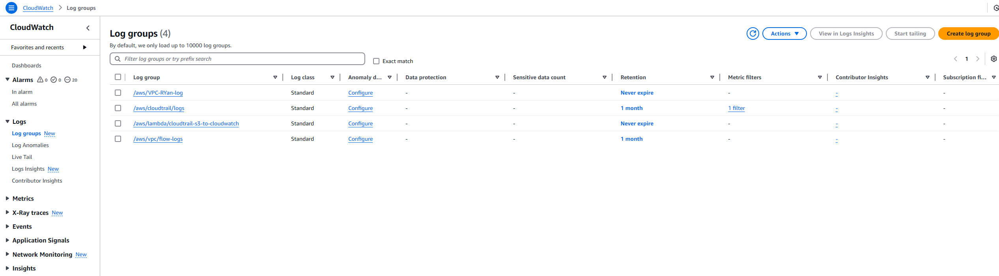 CloudWatch > Log groups
CloudWatch
Favorites and recents
Dashboards
Alarms 0 0 20
In alarm
All alarms
Logs
Log groups New
Log Anomalies
Live Tail
Logs Insights New
Contributor Insights
Metrics
X-Ray traces New
Events
Application Signals
Network Monitoring New
Insights
Log groups (4)
By default, we only load up to 10000 log groups.
Actions View in Logs Insights Start tailing Create log group
Filter log groups or try prefix search Exact match 1
Log group Log class Anomaly d... Data protection Sensitive data count Retention Metric filters Contributor Insights Subscription fi...
/aws/VPC-RYan-log Standard Configure - - Never expire - - -
/aws/cloudtrail/logs Standard Configure - - 1 month 1 filter - -
/aws/lambda/cloudtrail-s3-to-cloudwatch Standard Configure - - Never expire - - -
/aws/vpc/flow-logs Standard Configure - - 1 month - - -